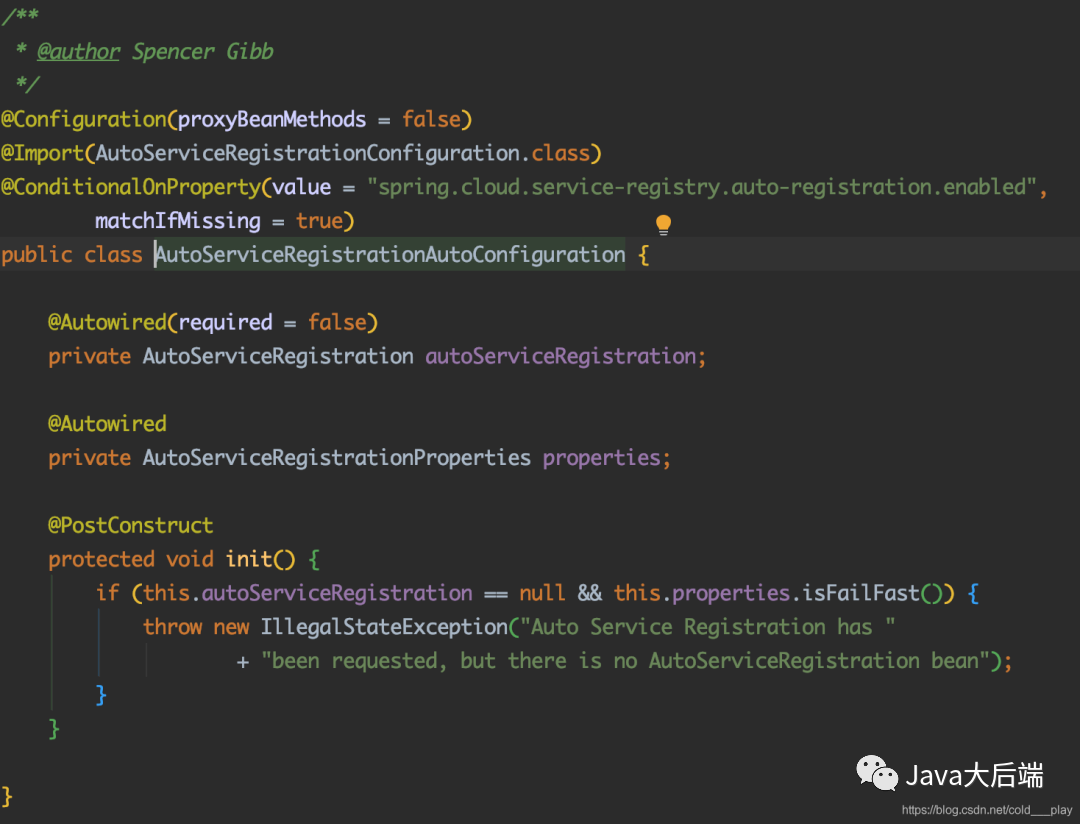 /**
 * @author Spencer Gibb
 */
@Configuration(proxyBeanMethods = false)
@Import(AutoServiceRegistrationConfiguration.class)
@ConditionalOnProperty(value = "spring.cloud.service-registry.auto-registration.enabled",
        matchIfMissing = true)
public class AutoServiceRegistrationAutoConfiguration {

    @Autowired(required = false)
    private AutoServiceRegistration autoServiceRegistration;

    @Autowired
    private AutoServiceRegistrationProperties properties;

    @PostConstruct
    protected void init() {
        if (this.autoServiceRegistration == null && this.properties.isFailFast()) {
            throw new IllegalStateException("Auto Service Registration has "
                    + "been requested, but there is no AutoServiceRegistration bean");
        }
    }

}
Java大后端
https://blog.csdn.net/cold___play